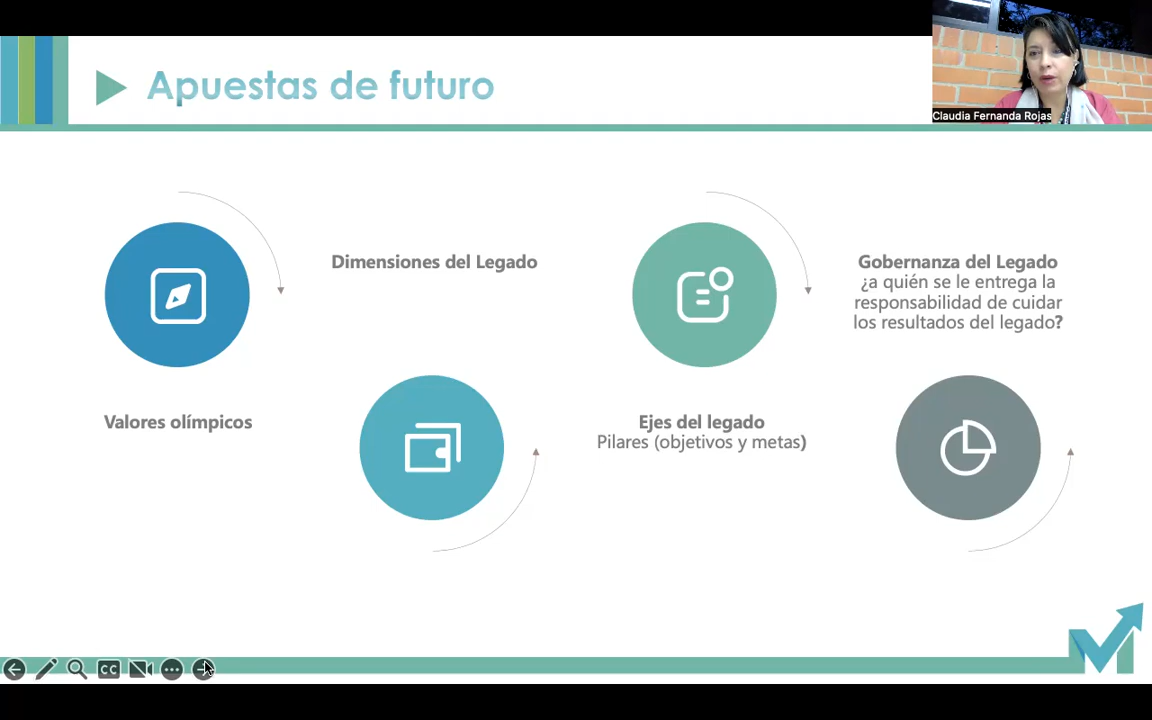 Apuestas de futuro
Claudia Fernanda Rojas
Dimensiones del Legado
Gobernanza del Legado
¿a quién se le entrega la
responsabilidad de cuidar
los resultados del legado?
Valores olímpicos
Ejes del legado
Pilares (objetivos y metas)
CC